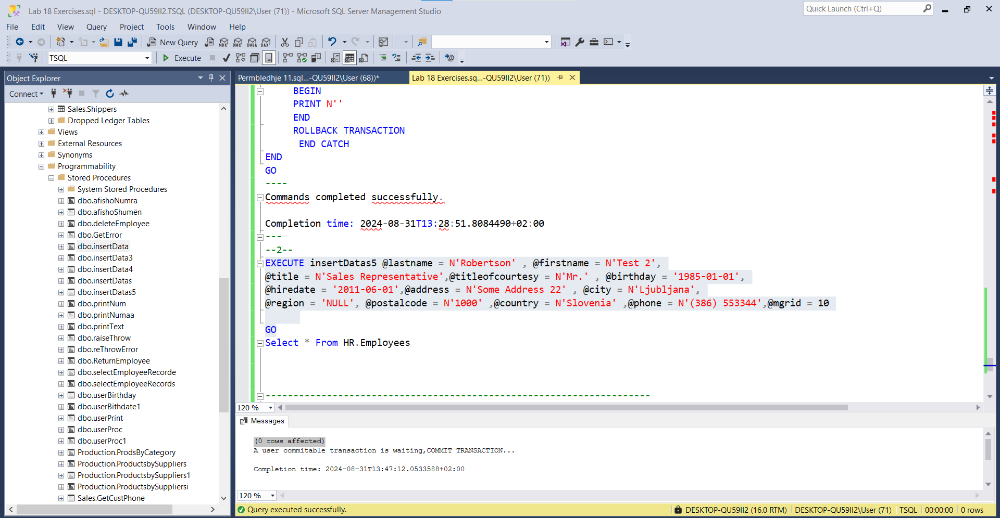 Lab 18 Exercises.sql - DESKTOP-QU59II2.TSQL (DESKTOP-QU59II2\User (71)) - Microsoft SQL Server Management Studio
Quick Launch (Ctrl+Q)
File Edit View Query Project Tools Window Help
New Query
MDX DMX XMLA DAX
TSQL
Execute
Object Explorer
Connect
Sales.Shippers
Dropped Ledger Tables
Views
External Resources
Synonyms
Programmability
Stored Procedures
System Stored Procedures
dbo.afishoNumra
dbo.afishoShumën
dbo.deleteEmployee
dbo.GetError
dbo.insertData
dbo.insertData3
dbo.insertData4
dbo.insertDatas
dbo.insertDatas5
dbo.printNum
dbo.printNumaa
dbo.printText
dbo.raiseThrow
dbo.reThrowError
dbo.ReturnEmployee
dbo.selectEmployeeRecorde
dbo.selectEmployeeRecords
dbo.userBirthday
dbo.userBithdate1
dbo.userPrint
dbo.userProc
dbo.userProc1
Production.ProdsByCategory
Production.ProductsbySuppliers
Production.ProductsbySuppliers1
Production.ProductsbySuppliersi
Sales.GetCustPhone
Permbledhje 11.sql...-QU59II2\User (68))*
Lab 18 Exercises.sq...-QU59II2\User (71))
BEGIN
PRINT N''
END
ROLLBACK TRANSACTION
END CATCH
END
GO
----
Commands completed successfully.
Completion time: 2024-08-31T13:28:51.8084490+02:00
---
--2--
EXECUTE insertDatas5 @lastname = N'Robertson' , @firstname = N'Test 2',
@title = N'Sales Representative',@titleofcourtesy = N'Mr.' , @birthday = '1985-01-01',
@hiredate = '2011-06-01',@address = N'Some Address 22' , @city = N'Ljubljana',
@region = 'NULL', @postalcode = N'1000' ,@country = N'Slovenia' ,@phone = N'(386) 553344',@mgrid = 10
GO
Select * From HR.Employees
---------------------------------------------------------------------
120 %
Messages
(0 rows affected)
A user commitable transaction is waiting,COMMIT TRANSACTION...
Completion time: 2024-08-31T13:47:12.0533588+02:00
120 %
Query executed successfully.
DESKTOP-QU59II2 (16.0 RTM) DESKTOP-QU59II2\User (71) TSQL 00:00:00 0 rows